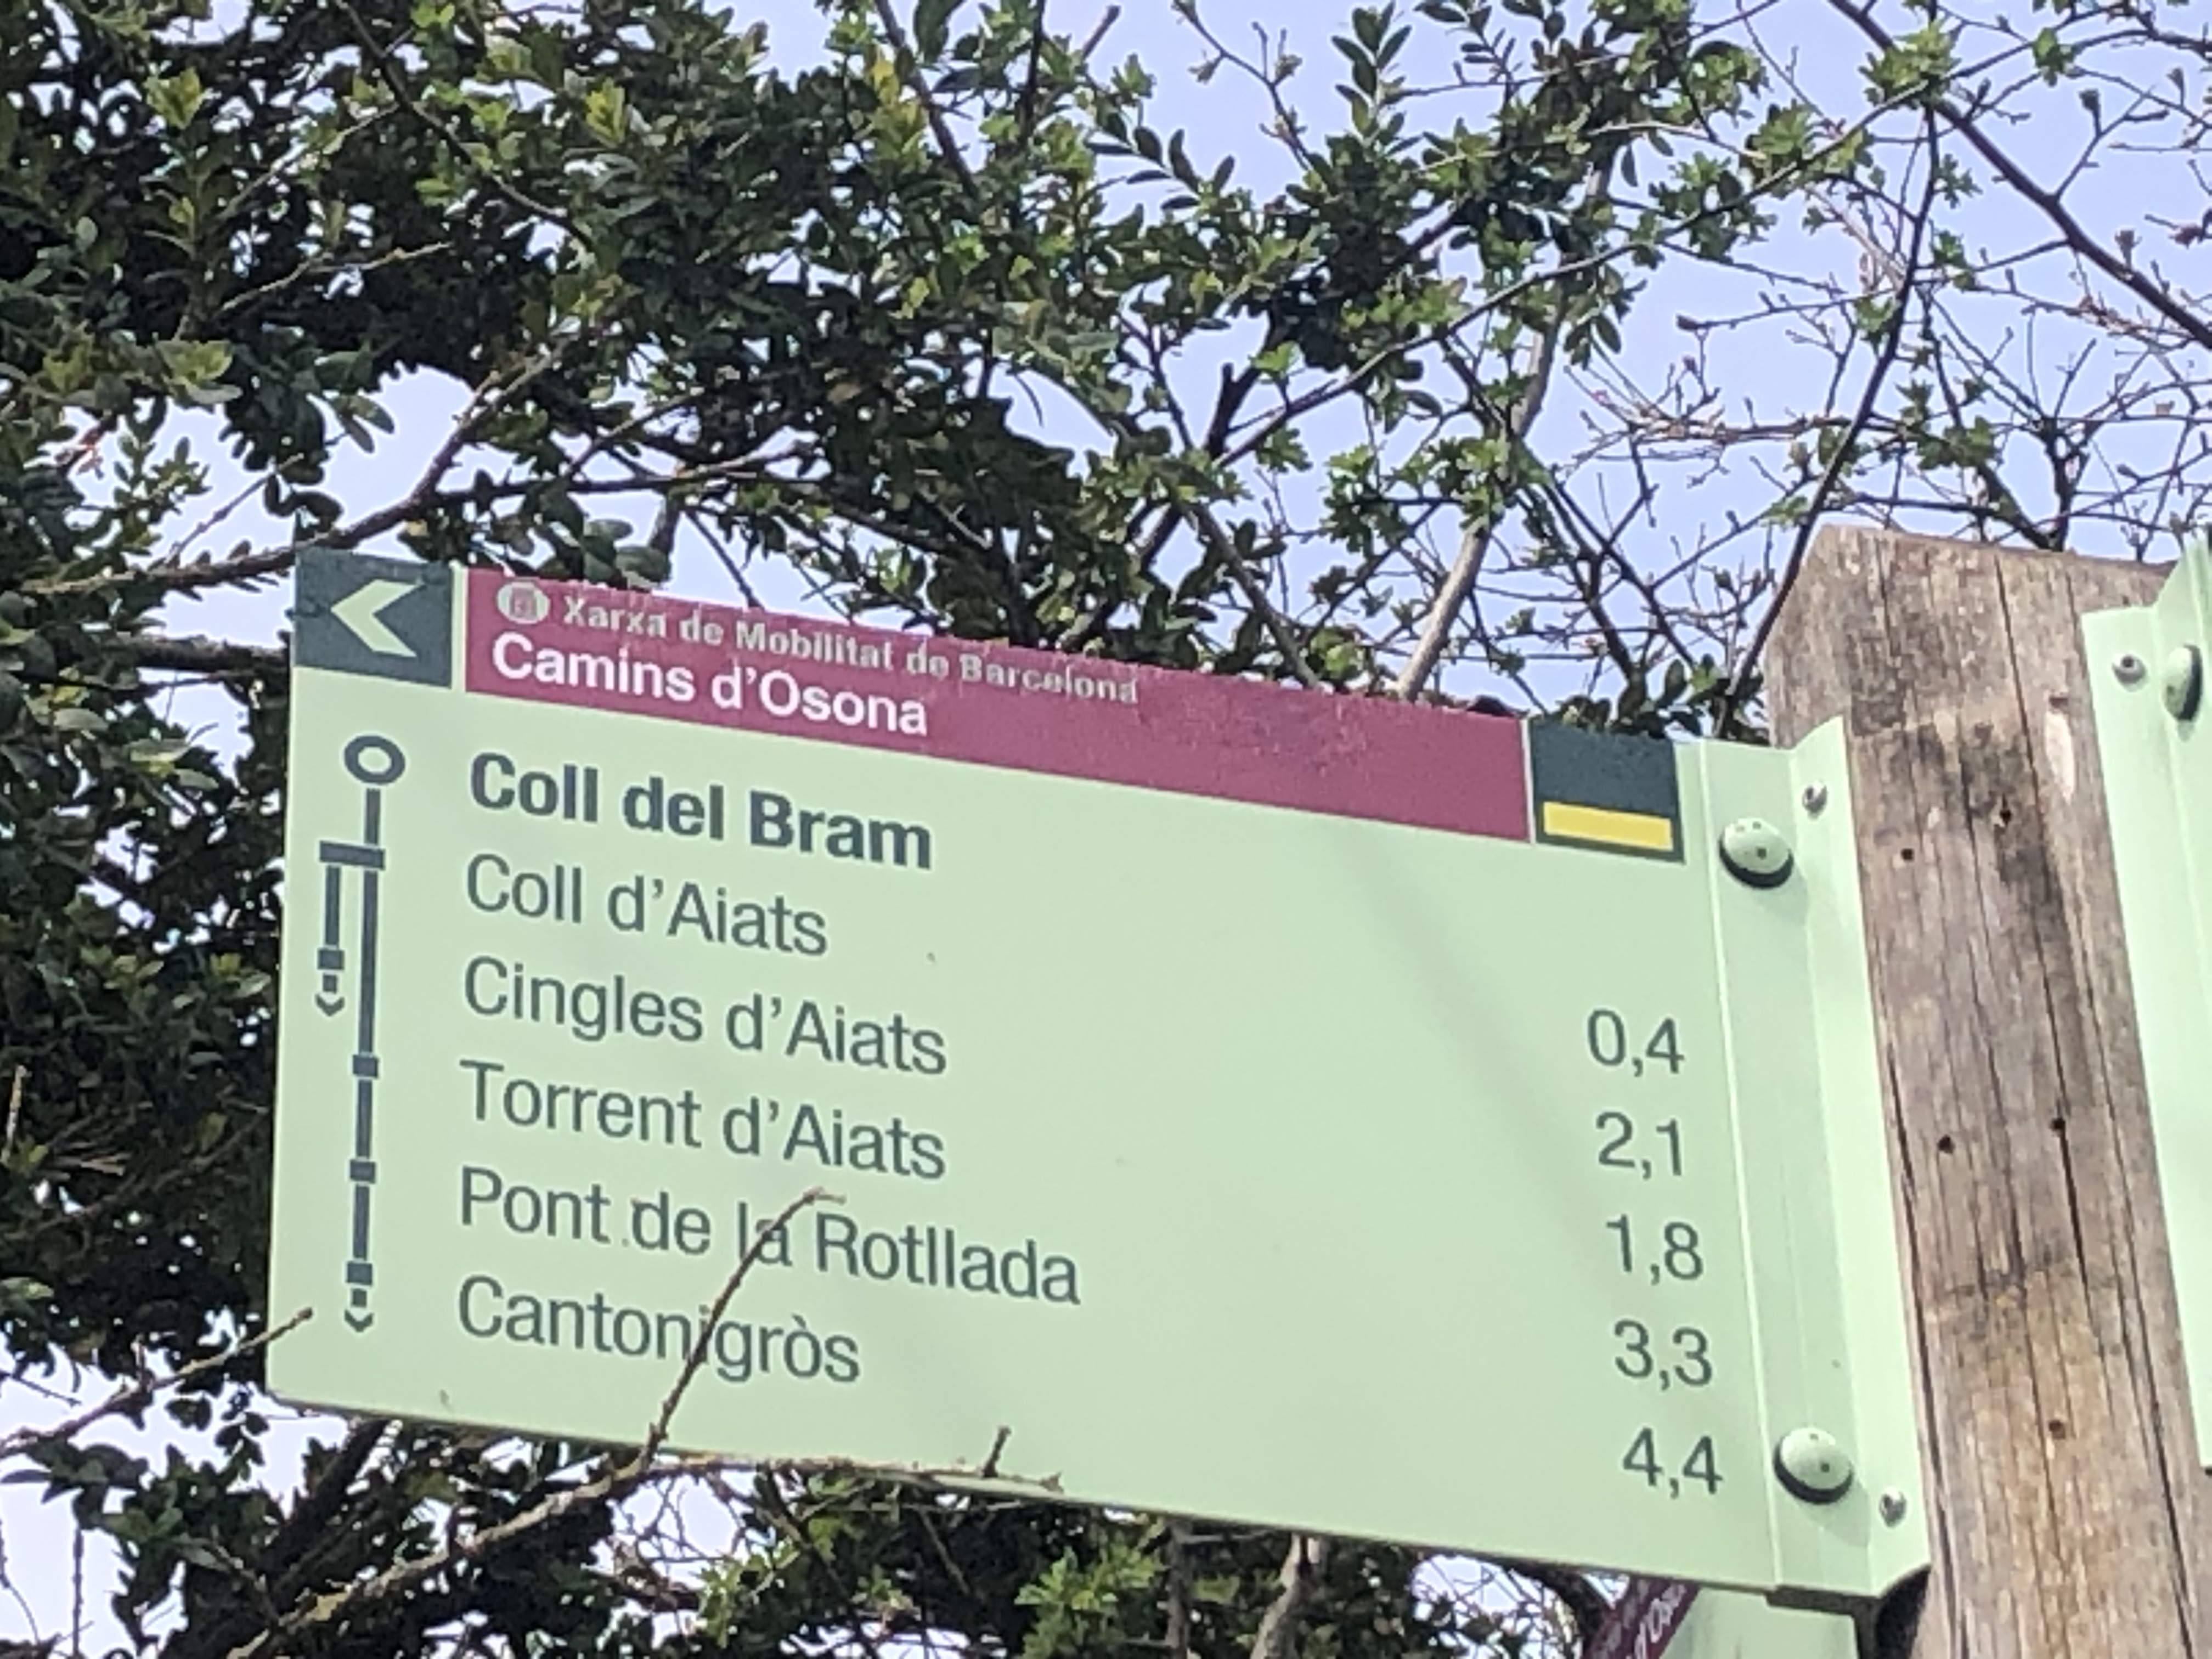 Xarxa de Mobilitat de Barcelona
Camins d'Osona
Coll del Bram
Coll d'Aiats 0,4
Cingles d'Aiats 2,1
Torrent d'Aiats 1,8
Pont de la Rotllada 3,3
Cantonigròs 4,4